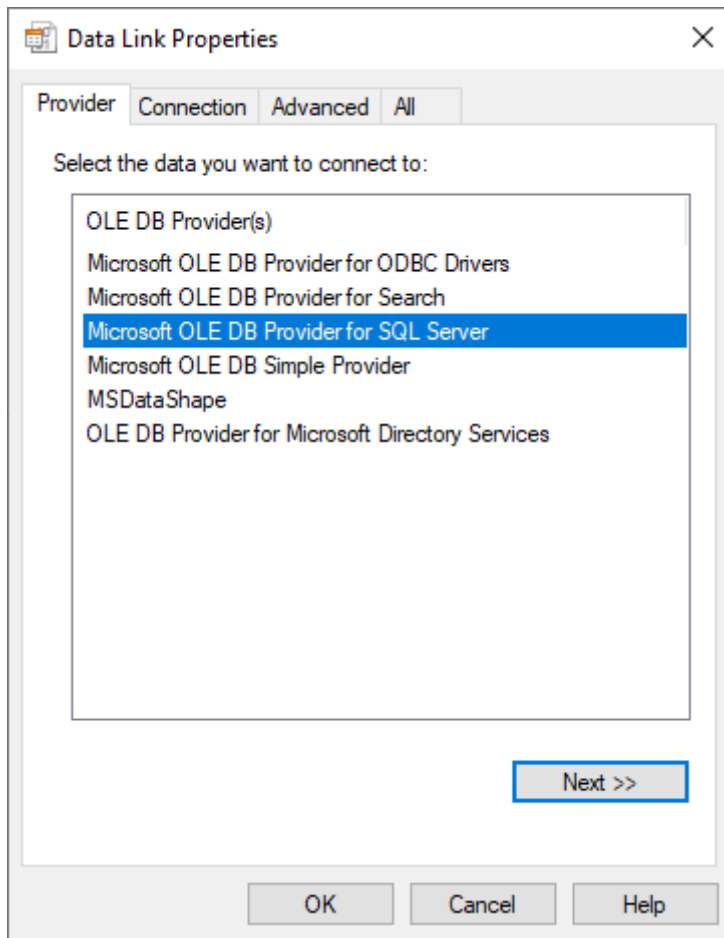 Data Link Properties
Provider Connection Advanced All
Select the data you want to connect to:
OLE DB Provider(s)
Microsoft OLE DB Provider for ODBC Drivers
Microsoft OLE DB Provider for Search
Microsoft OLE DB Provider for SQL Server
Microsoft OLE DB Simple Provider
MSDataShape
OLE DB Provider for Microsoft Directory Services
Next >>
OK Cancel Help